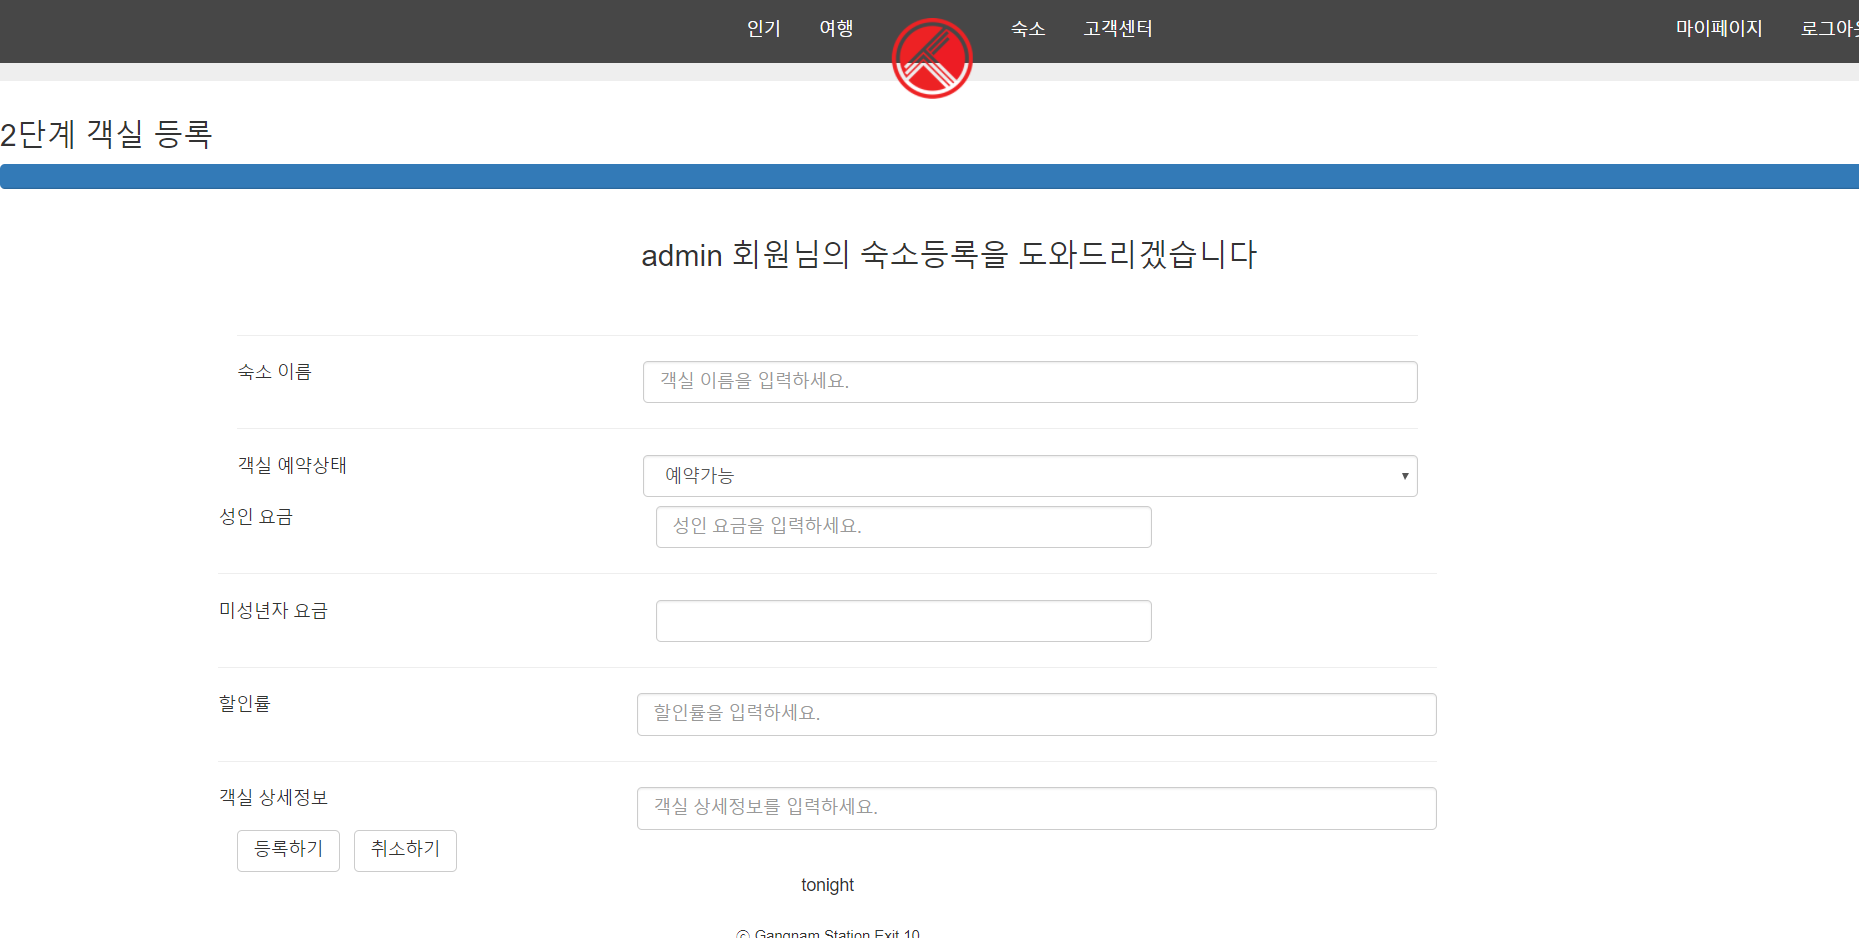 인기 여행 숙소 고객센터 마이페이지 로그아
2단계 객실 등록
admin 회원님의 숙소등록을 도와드리겠습니다
숙소 이름 객실 이름을 입력하세요.
객실 예약상태 예약가능
성인 요금 성인 요금을 입력하세요.
미성년자 요금
할인률 할인률을 입력하세요.
객실 상세정보 객실 상세정보를 입력하세요.
등록하기 취소하기
tonight
ⓒ Gangnam Station Exit 10